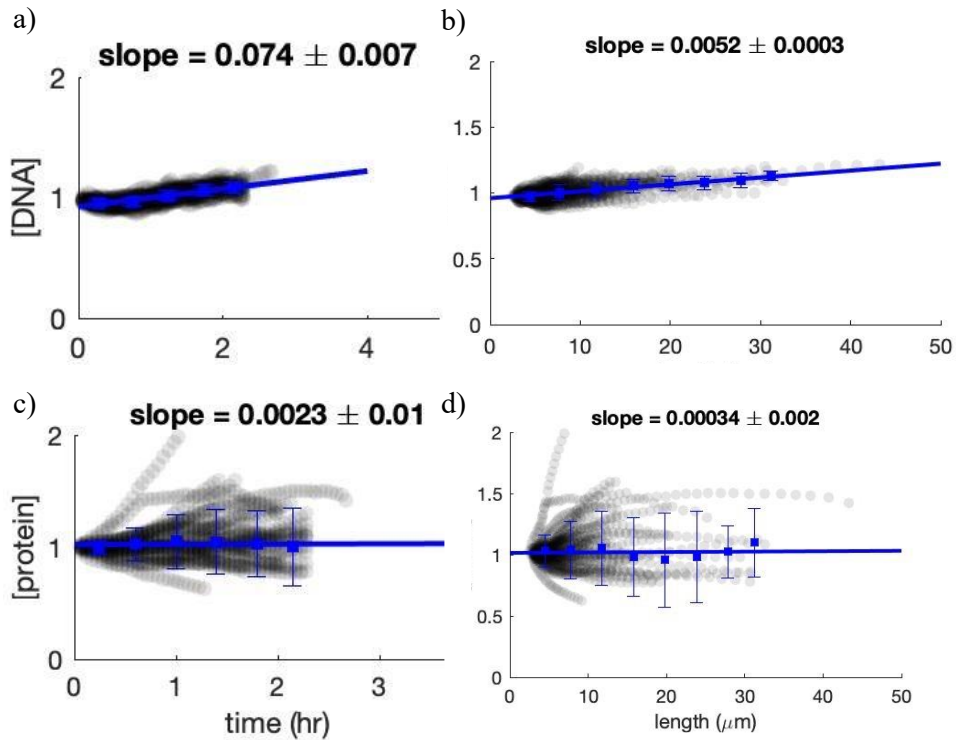 a)
slope = 0.074 ± 0.007
2
1
0
[DNA]
0 2 4
b)
slope = 0.0052 ± 0.0003
2
1.5
1
0.5
0
0 10 20 30 40 50
c)
slope = 0.0023 ± 0.01
2
1
0
[protein]
0 1 2 3
time (hr)
d)
slope = 0.00034 ± 0.002
2
1.5
1
0.5
0
0 10 20 30 40 50
length (μm)